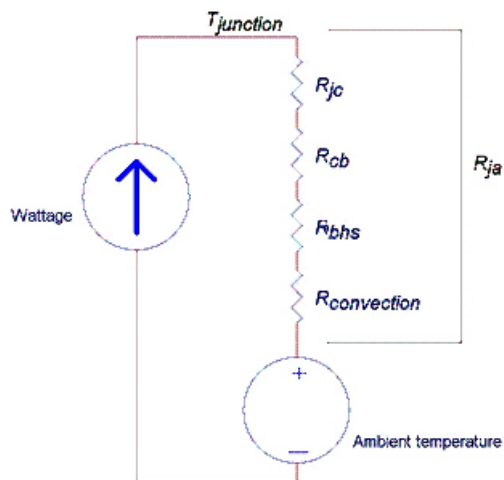 Tjunction
Rjc
Rcb
Rja
Wattage
Rbhs
Rconvection
+
Ambient temperature